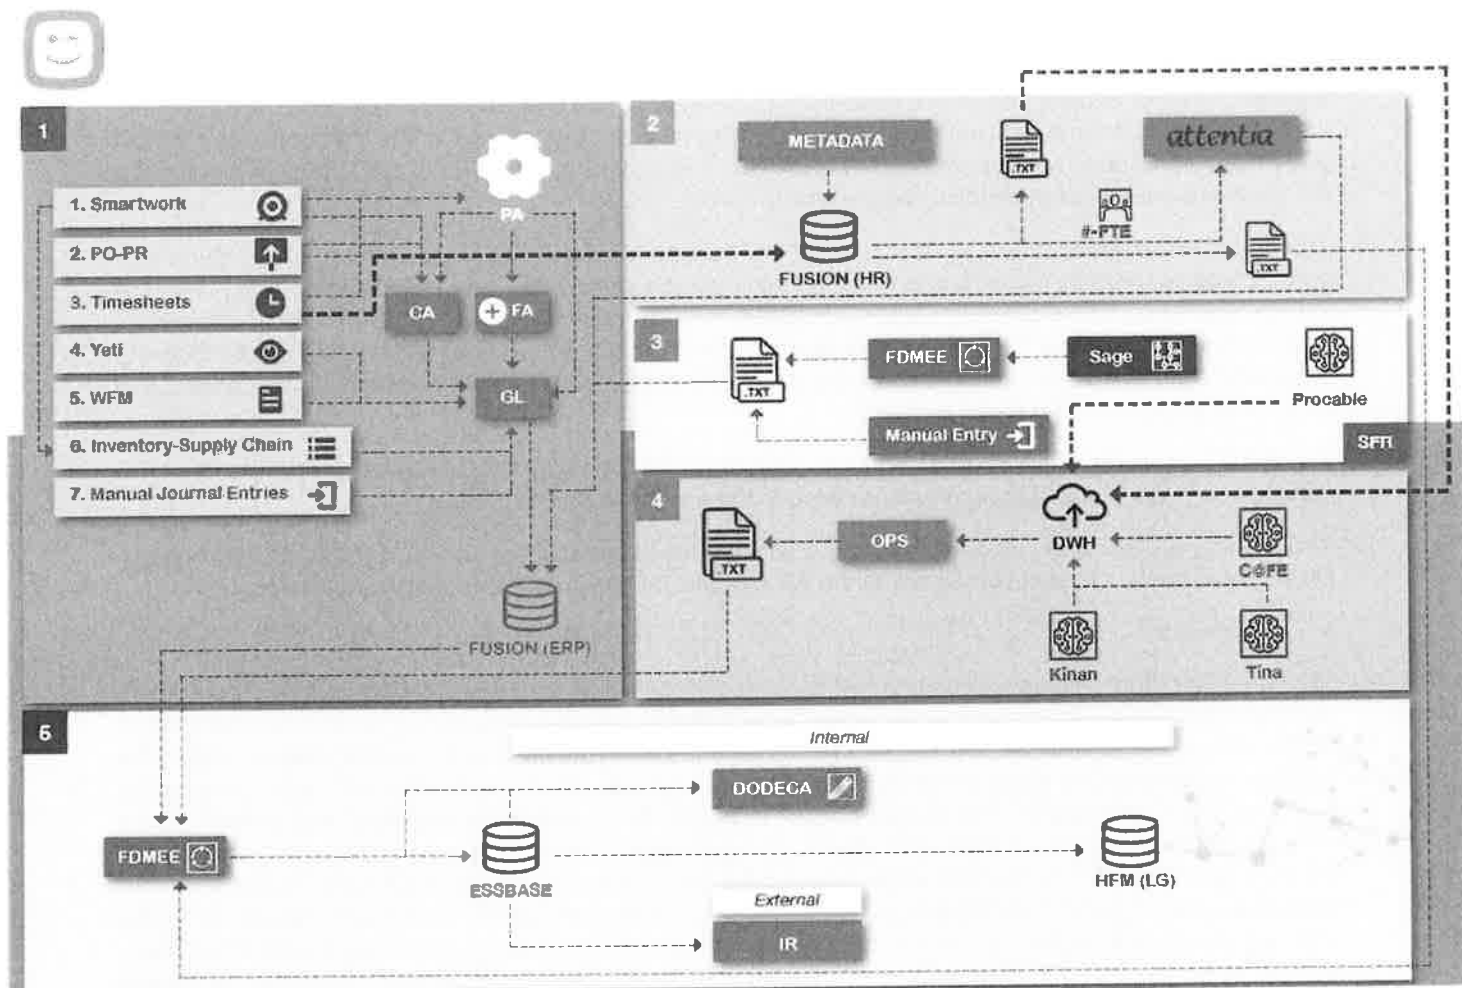 1
1. Smartwork
2. PO-PR
3. Timesheets
4. Yeti
5. WFM
6. Inventory-Supply Chain
7. Manual Journal Entries
PA
CA
FA
GL
FUSION (ERP)
2
METADATA
.TXT
attentia
#-FTE
FUSION (HR)
.TXT
3
.TXT
FDMEE
Sage
Procable
Manual Entry
SFR
4
.TXT
OPS
DWH
C@FE
Kinan
Tina
5
Internal
DODECA
FDMEE
ESSBASE
HFM (LG)
External
IR